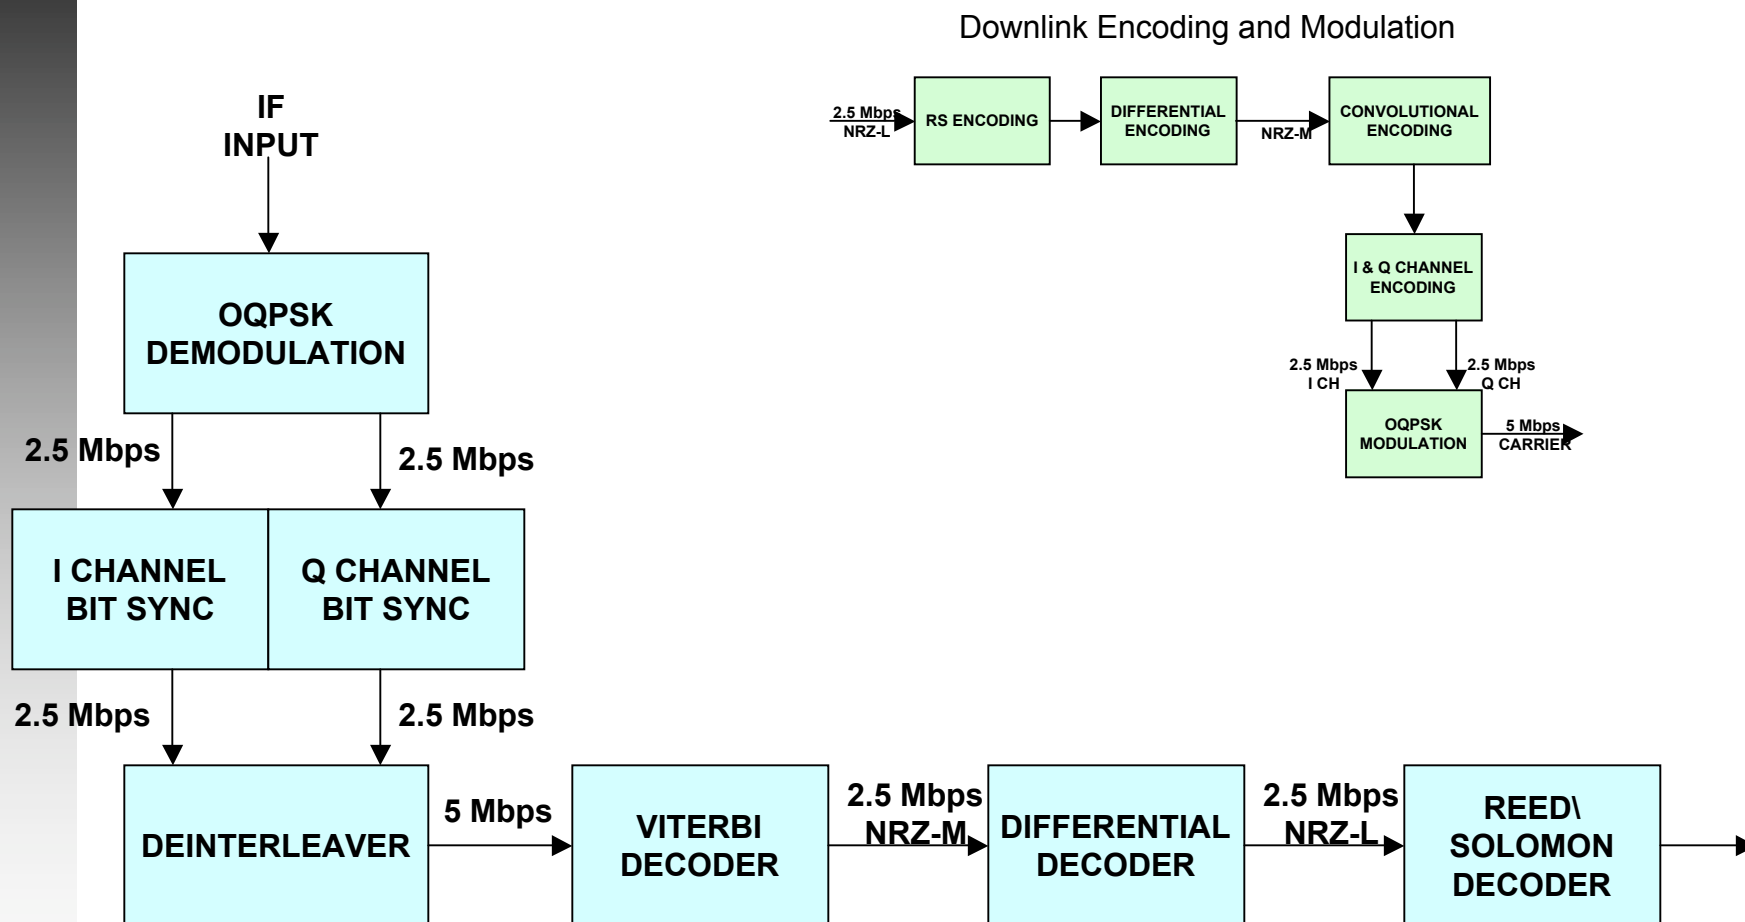 Downlink Encoding and Modulation
2.5 Mbps
NRZ-L
RS ENCODING
DIFFERENTIAL
ENCODING
NRZ-M
CONVOLUTIONAL
ENCODING
I & Q CHANNEL
ENCODING
2.5 Mbps
I CH
2.5 Mbps
Q CH
OQPSK
MODULATION
5 Mbps
CARRIER
IF
INPUT
OQPSK
DEMODULATION
2.5 Mbps
2.5 Mbps
I CHANNEL
BIT SYNC
Q CHANNEL
BIT SYNC
2.5 Mbps
2.5 Mbps
DEINTERLEAVER
5 Mbps
VITERBI
DECODER
2.5 Mbps
NRZ-M
DIFFERENTIAL
DECODER
2.5 Mbps
NRZ-L
REED\
SOLOMON
DECODER